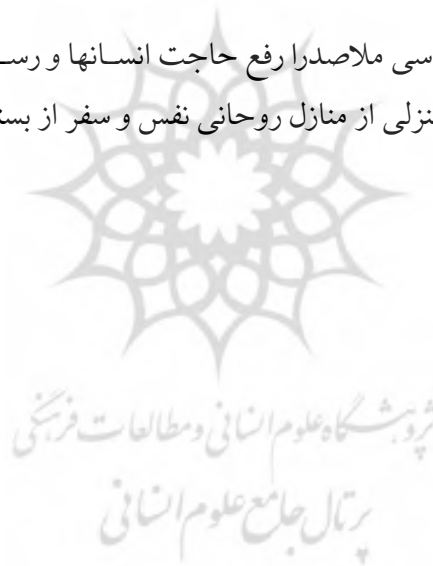 سی ملاصدرا رفع حاجت انسانها و رسـ
نزلی از منازل روحانی نفس و سفر از بسـ
پژوهشگاه علوم انسانی و مطالعات فرهنگی
پرتال جامع علوم انسانی